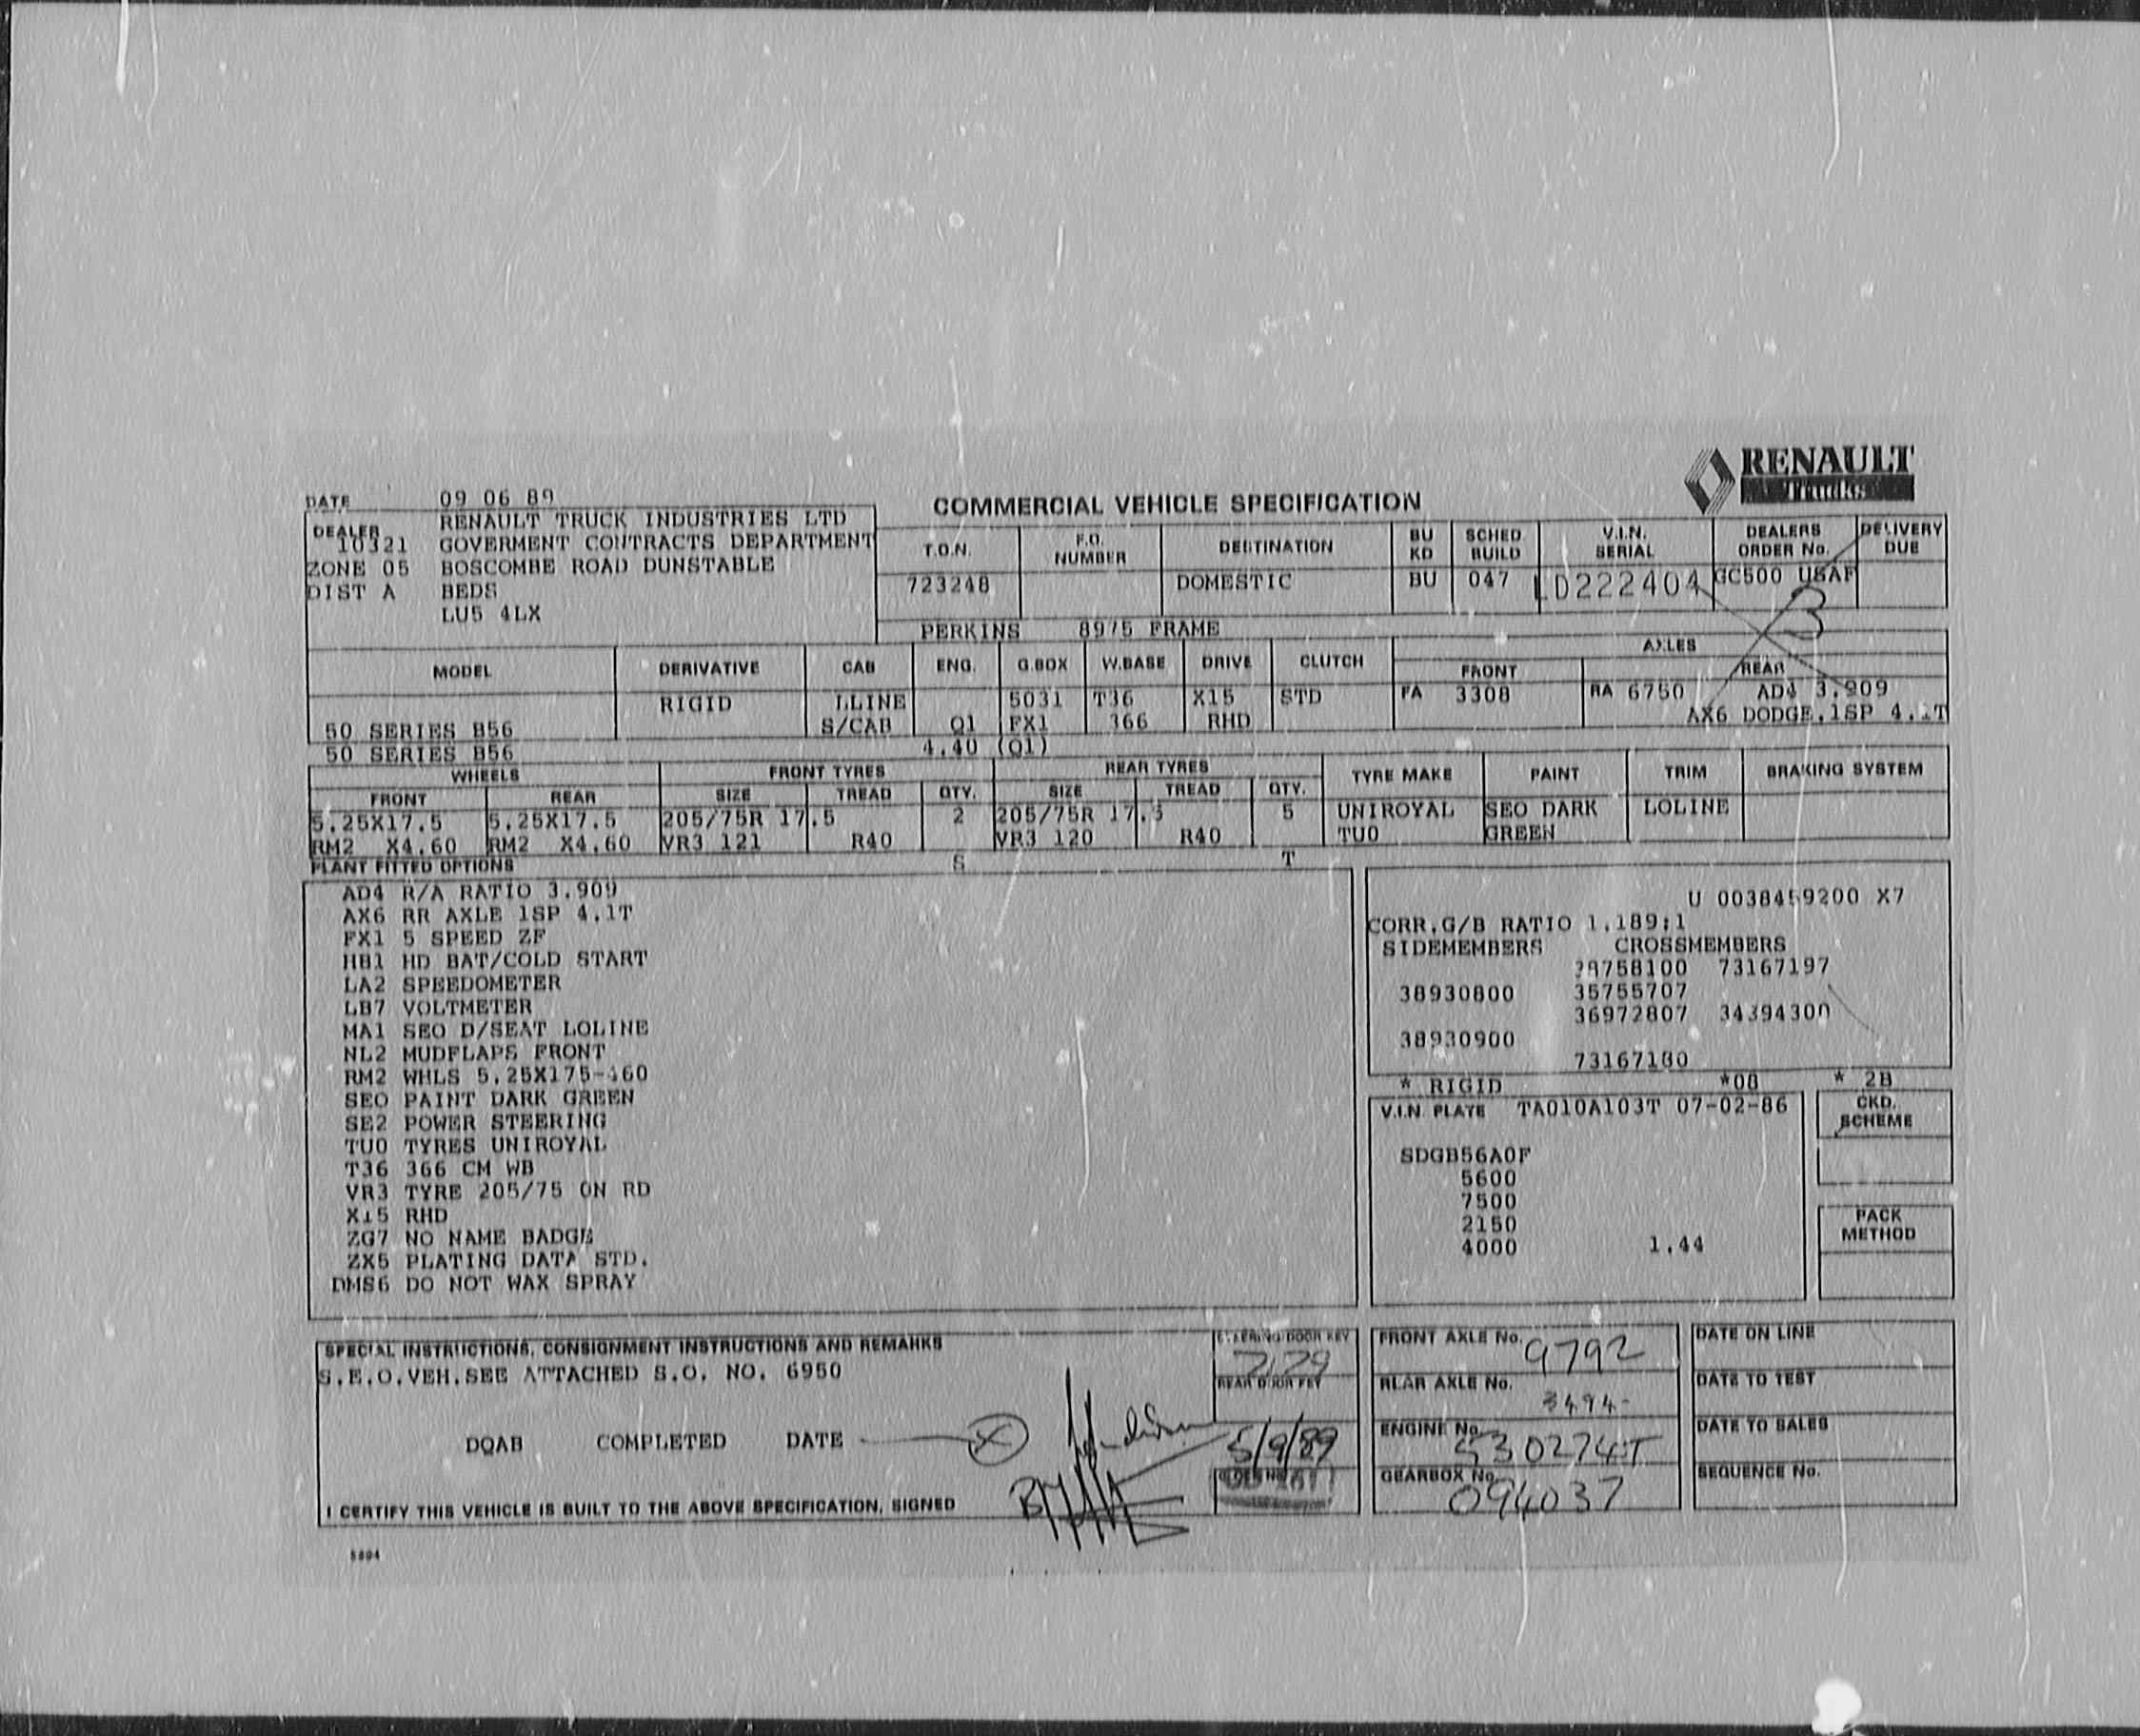 RENAULT
Trucks
DATE 09 06 89
COMMERCIAL VEHICLE SPECIFICATION
DEALER RENAULT TRUCK INDUSTRIES LTD
10321 GOVERMENT CONTRACTS DEPARTMENT
ZONE 05 BOSCOMBE ROAD DUNSTABLE
DIST A BEDS
LU5 4LX
T.O.N. F.O. NUMBER DESTINATION BU KD SCHED BUILD V.I.N. SERIAL DEALERS ORDER No. DELIVERY DUE
723248 DOMESTIC BU 047 LD222404 GC500 USAF
B
PERKINS 8975 FRAME
MODEL DERIVATIVE CAB ENG. G.BOX W.BASE DRIVE CLUTCH AXLES
FRONT REAR
RIGID LLINE 5031 T36 X15 STD FA 3308 RA 6750 AD4 3.909
50 SERIES B56 S/CAB Q1 FX1 366 RHD AX6 DODGE.1SP 4.1T
50 SERIES B56 4.40 (Q1)
WHEELS FRONT TYRES REAR TYRES TYRE MAKE PAINT TRIM BRAKING SYSTEM
FRONT REAR SIZE TREAD QTY. SIZE TREAD QTY.
5.25X17.5 5.25X17.5 205/75R 17.5 2 205/75R 17.5 5 UNIROYAL SEO DARK LOLINE
RM2 X4.60 RM2 X4.60 VR3 121 R40 VR3 120 R40 TU0 GREEN
PLANT FITTED OPTIONS S T
AD4 R/A RATIO 3.909
AX6 RR AXLE 1SP 4.1T
FX1 5 SPEED ZF
HB1 HD BAT/COLD START
LA2 SPEEDOMETER
LB7 VOLTMETER
MA1 SEO D/SEAT LOLINE
NL2 MUDFLAPS FRONT
RM2 WHLS 5.25X175-460
SEO PAINT DARK GREEN
SE2 POWER STEERING
TU0 TYRES UNIROYAL
T36 366 CM WB
VR3 TYRE 205/75 ON RD
X15 RHD
ZG7 NO NAME BADGE
ZX5 PLATING DATA STD.
DMS6 DO NOT WAX SPRAY
U 0038459200 X7
CORR.G/B RATIO 1.189:1
SIDEMEMBERS CROSSMEMBERS
73167197
38930800 35755707
36972807 34394300
38930900
73167180
* RIGID *08 * 2B
V.I.N. PLATE TA010A103T 07-02-86
CKD. SCHEME
SDGB56A0F
5600
7500
2150
4000 1.44
PACK METHOD
SPECIAL INSTRUCTIONS, CONSIGNMENT INSTRUCTIONS AND REMARKS
S.E.O.VEH.SEE ATTACHED S.O. NO. 6950
DQAB COMPLETED DATE X
I CERTIFY THIS VEHICLE IS BUILT TO THE ABOVE SPECIFICATION, SIGNED
STEERING/DOOR KEY
REAR DOOR KEY
5/9/89
FRONT AXLE No. 9792
REAR AXLE No. 3494-
ENGINE No. 530274T
GEARBOX No. 094037
DATE ON LINE
DATE TO TEST
DATE TO SALES
SEQUENCE No.